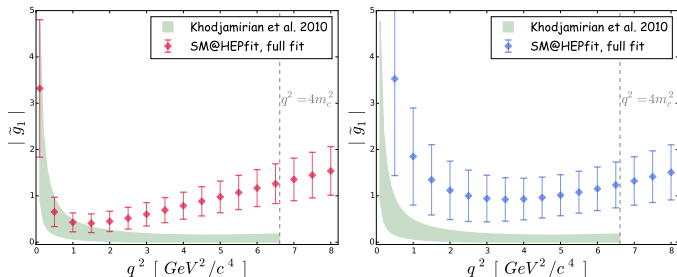 Khodjamirian et al. 2010
SM@HEPfit, full fit
q² = 4m_c²
| g̃₁ |
5
4
3
2
1
0
0 1 2 3 4 5 6 7 8
q² [ GeV²/c⁴ ]
Khodjamirian et al. 2010
SM@HEPfit, full fit
q² = 4m_c²
| g̃₁ |
5
4
3
2
1
0
0 1 2 3 4 5 6 7 8
q² [ GeV²/c⁴ ]